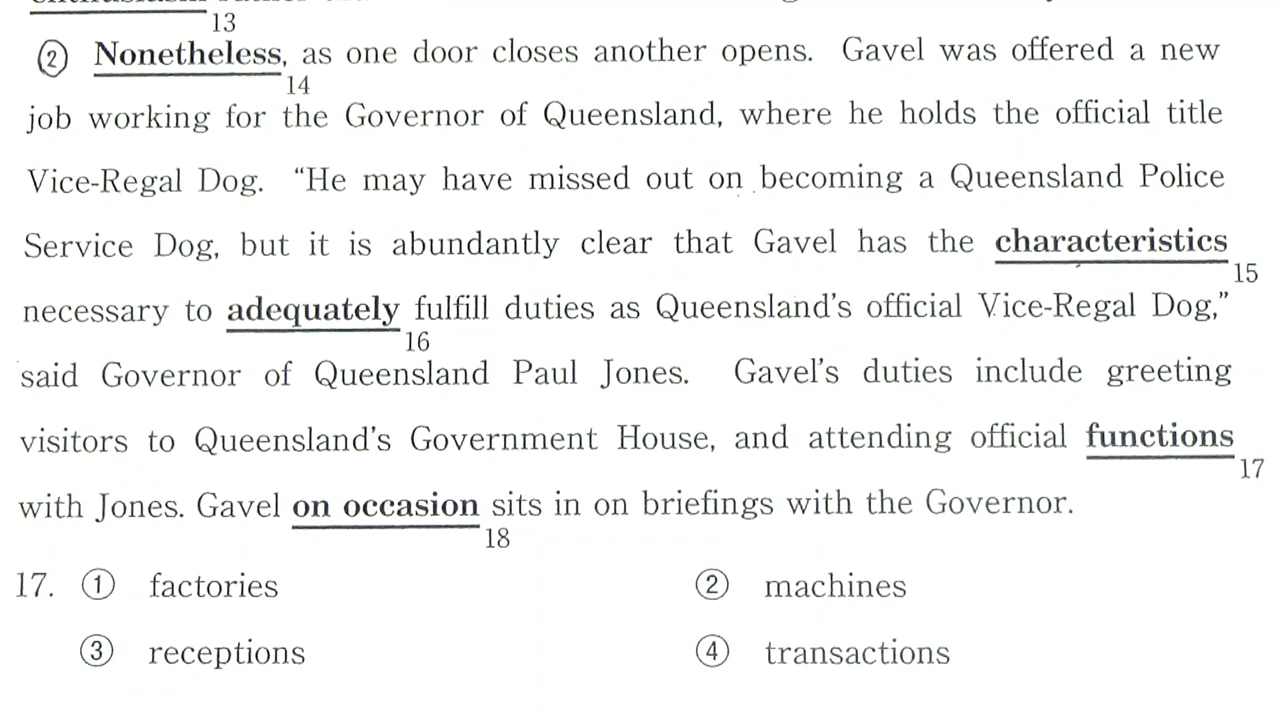 13
② Nonetheless, as one door closes another opens. Gavel was offered a new
14
job working for the Governor of Queensland, where he holds the official title
Vice-Regal Dog. “He may have missed out on becoming a Queensland Police
Service Dog, but it is abundantly clear that Gavel has the characteristics
15
necessary to adequately fulfill duties as Queensland’s official Vice-Regal Dog,”
16
said Governor of Queensland Paul Jones. Gavel’s duties include greeting
visitors to Queensland’s Government House, and attending official functions
17
with Jones. Gavel on occasion sits in on briefings with the Governor.
18
17. ① factories ② machines
③ receptions ④ transactions